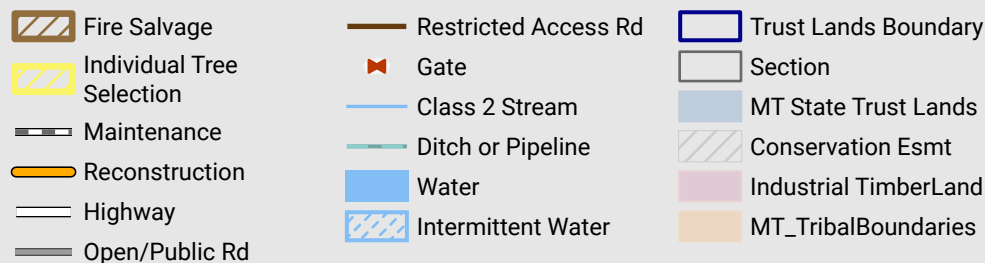 Fire Salvage
Individual Tree
Selection
Maintenance
Reconstruction
Highway
Open/Public Rd
Restricted Access Rd
Gate
Class 2 Stream
Ditch or Pipeline
Water
Intermittent Water
Trust Lands Boundary
Section
MT State Trust Lands
Conservation Esmt
Industrial TimberLand
MT_TribalBoundaries